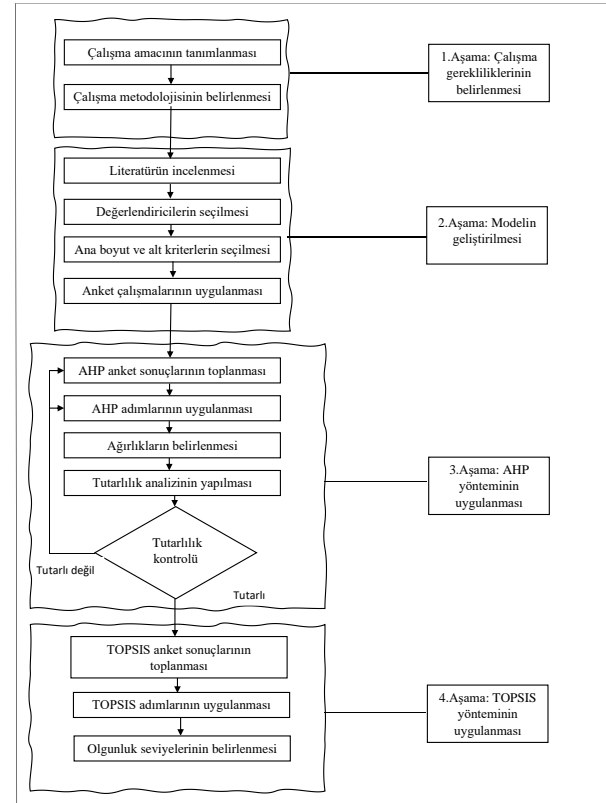 Çalışma amacının tanımlanması
Çalışma metodolojisinin belirlenmesi
1.Aşama: Çalışma
gerekliliklerinin
belirlenmesi
Literatürün incelenmesi
Değerlendiricilerin seçilmesi
Ana boyut ve alt kriterlerin seçilmesi
Anket çalışmalarının uygulanması
2.Aşama: Modelin
geliştirilmesi
AHP anket sonuçlarının toplanması
AHP adımlarının uygulanması
Ağırlıkların belirlenmesi
Tutarlılık analizinin yapılması
Tutarlılık
kontrolü
Tutarlı değil
Tutarlı
3.Aşama: AHP
yönteminin
uygulanması
TOPSIS anket sonuçlarının
toplanması
TOPSIS adımlarının uygulanması
Olgunluk seviyelerinin belirlenmesi
4.Aşama: TOPSIS
yönteminin
uygulanması